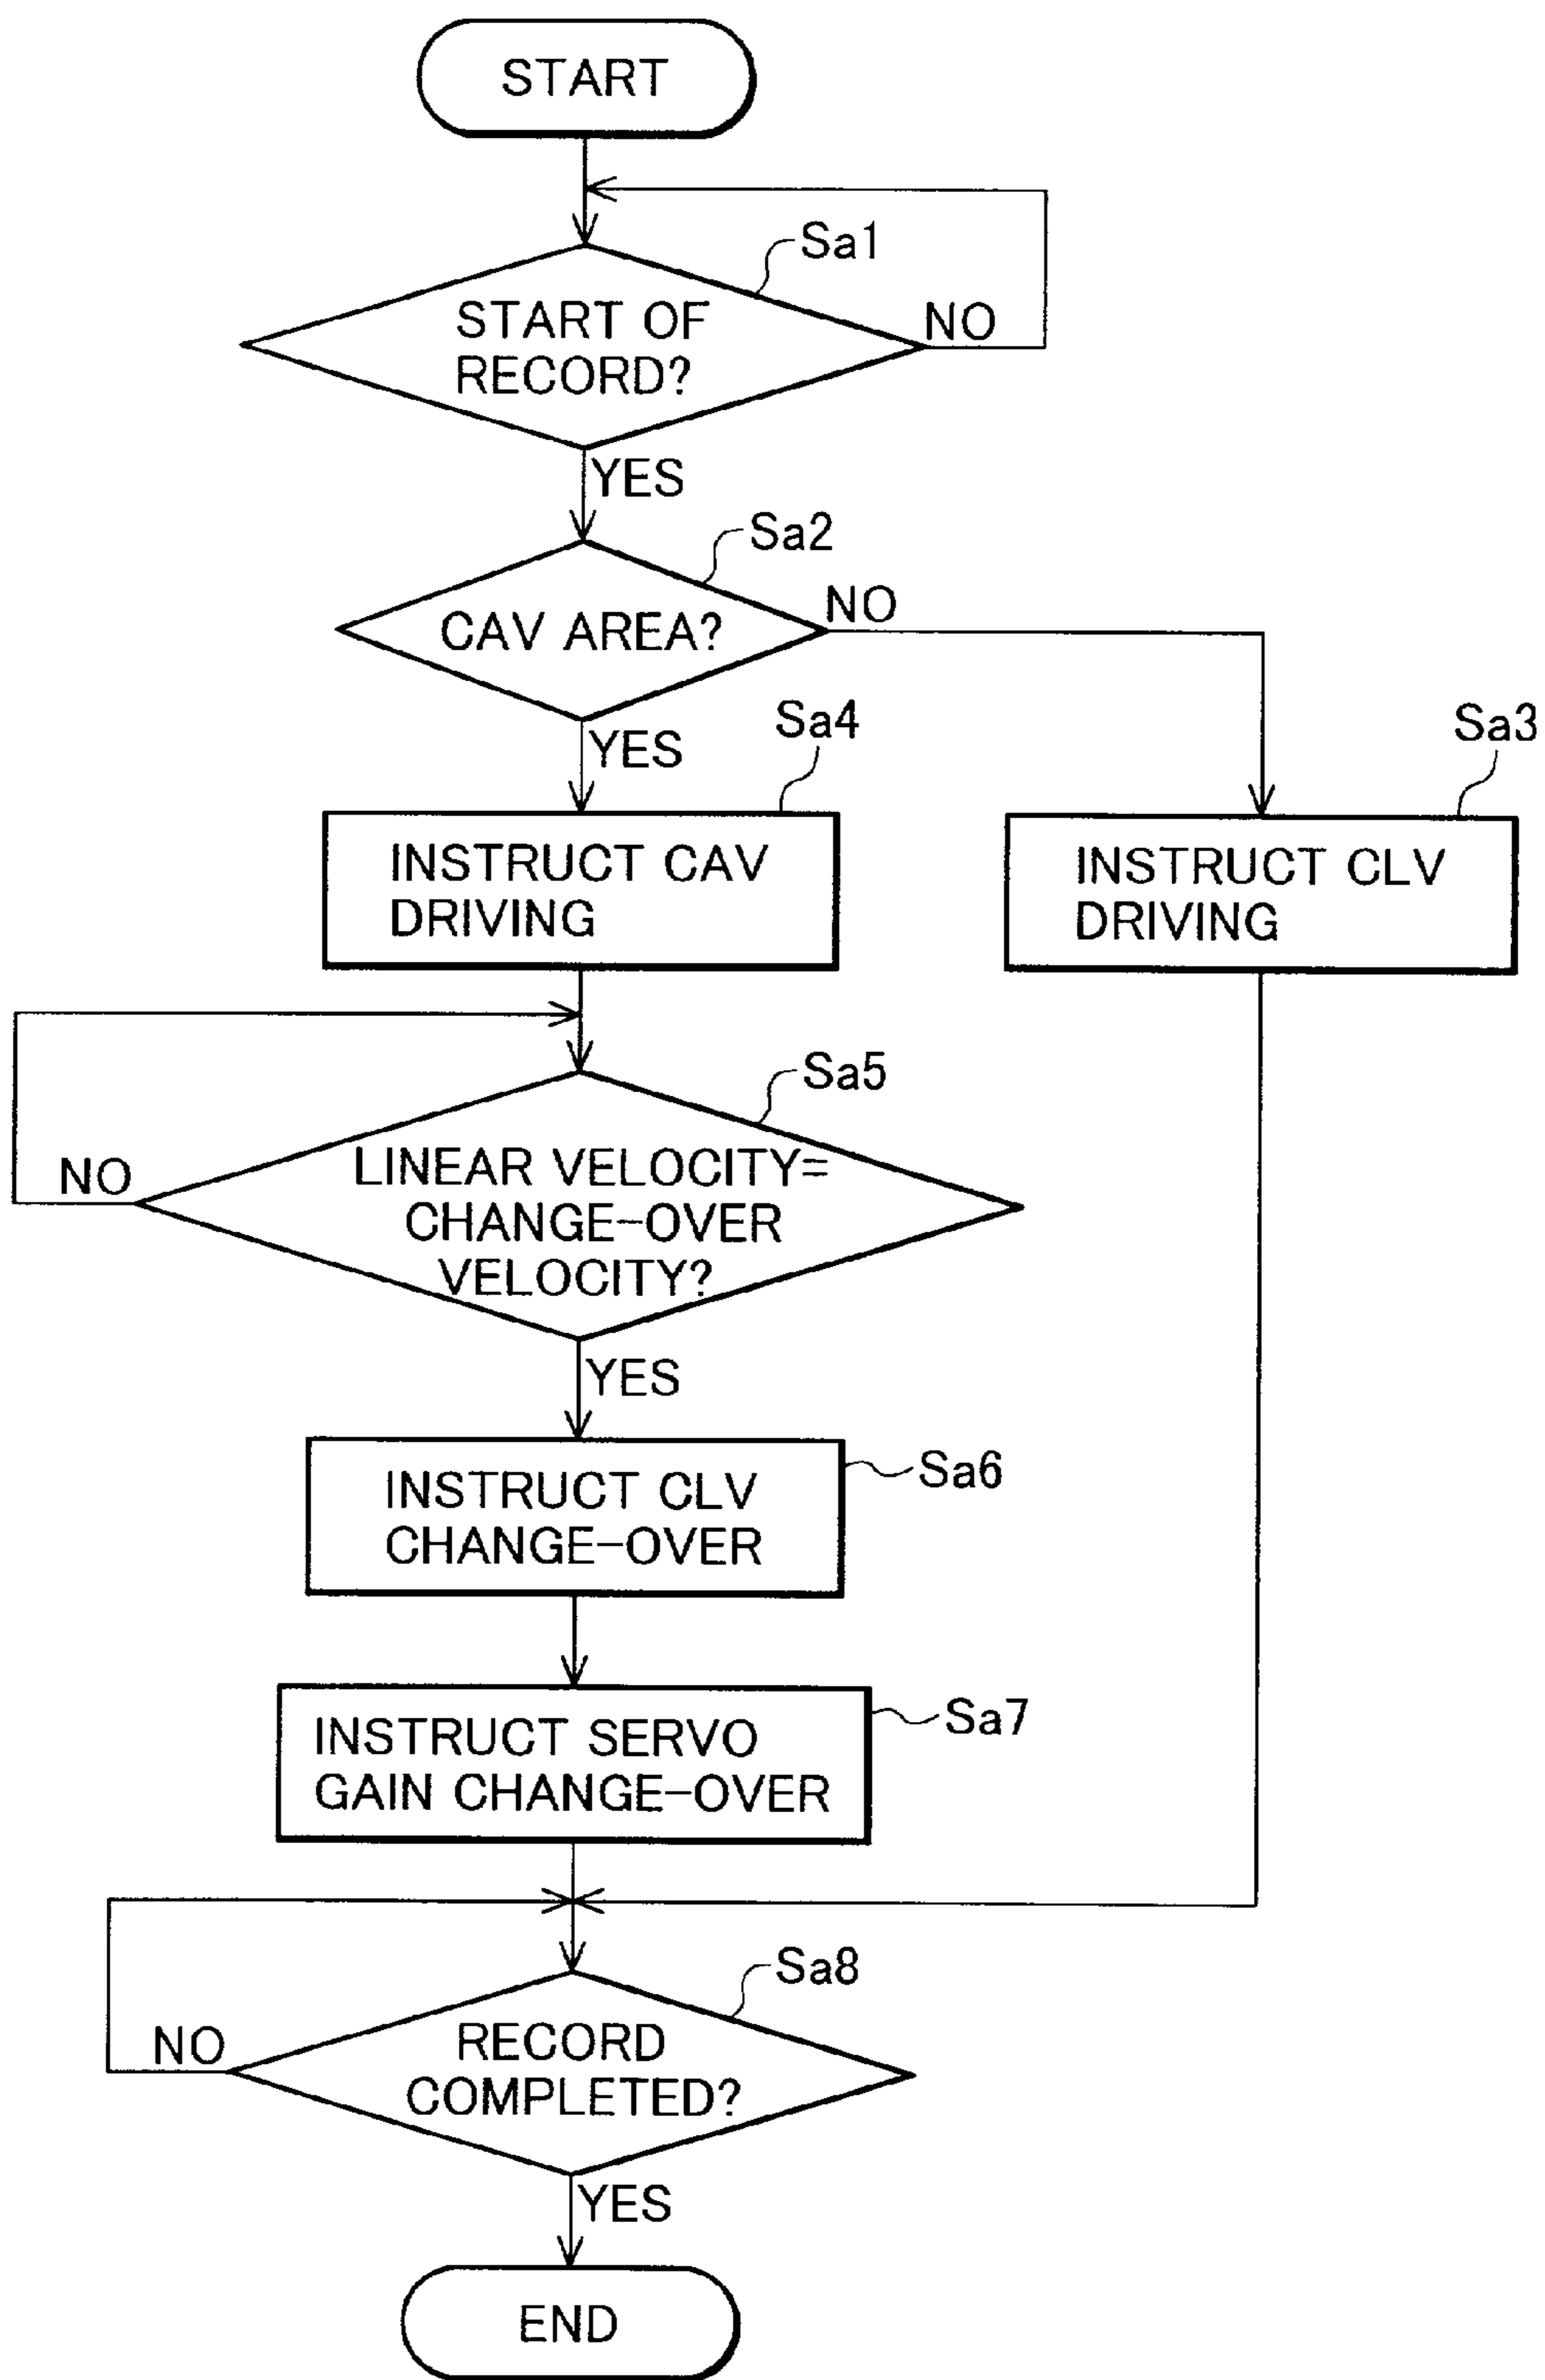 START
Sa1
START OF
RECORD?
NO
YES
Sa2
CAV AREA?
NO
YES
Sa4
Sa3
INSTRUCT CAV
DRIVING
INSTRUCT CLV
DRIVING
Sa5
LINEAR VELOCITY=
CHANGE-OVER
VELOCITY?
NO
YES
Sa6
INSTRUCT CLV
CHANGE-OVER
Sa7
INSTRUCT SERVO
GAIN CHANGE-OVER
Sa8
RECORD
COMPLETED?
NO
YES
END